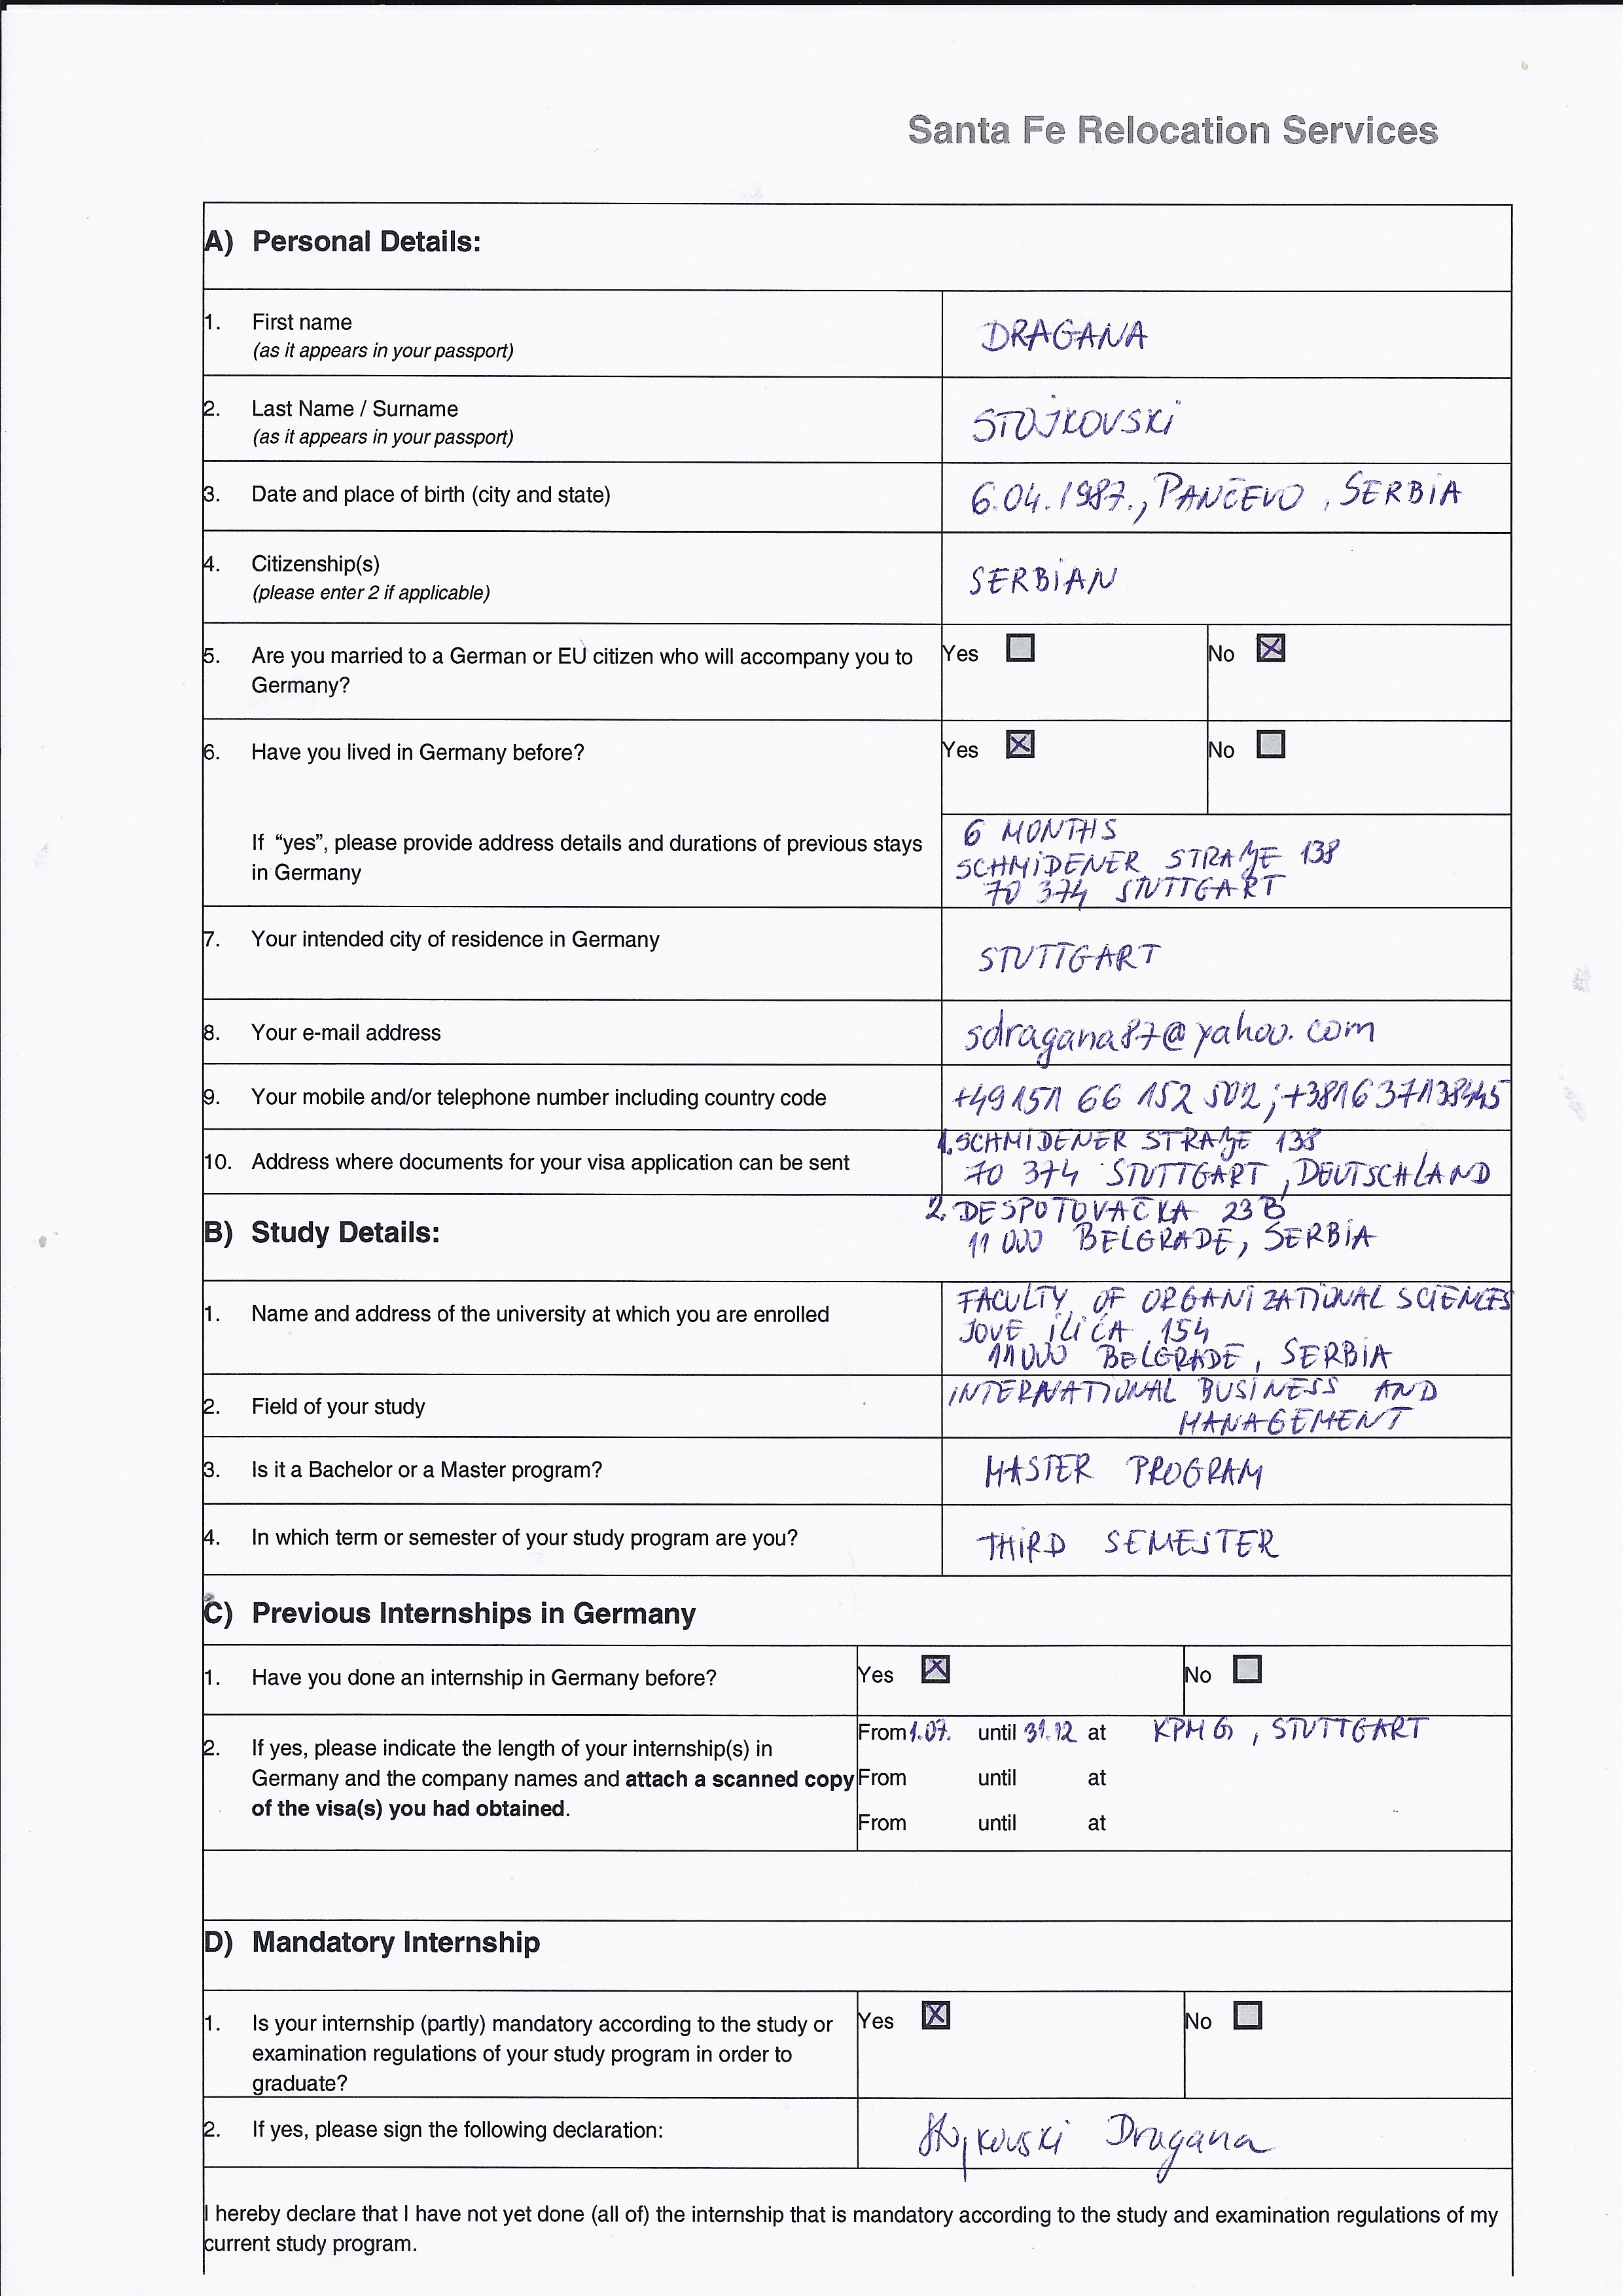 Santa Fe Relocation Services
A) Personal Details:
1. First name
(as it appears in your passport)
DRAGANA
2. Last Name / Surname
(as it appears in your passport)
STOJKOVSKI
3. Date and place of birth (city and state)
6.04.1987., PANČEVO, SERBIA
4. Citizenship(s)
(please enter 2 if applicable)
SERBIAN
5. Are you married to a German or EU citizen who will accompany you to
Germany?
Yes No
6. Have you lived in Germany before?
Yes No
If "yes", please provide address details and durations of previous stays
in Germany
6 MONTHS
SCHMIDENER STRAßE 138
70 374 STUTTGART
7. Your intended city of residence in Germany
STUTTGART
8. Your e-mail address
sdragana87@yahoo.com
9. Your mobile and/or telephone number including country code
+49 151 66 152 502; +381637138445
10. Address where documents for your visa application can be sent
1. SCHMIDENER STRAßE 138
70 374 STUTTGART, DEUTSCHLAND
2. DESPOTOVAČKA 23B
11 000 BELGRADE, SERBIA
B) Study Details:
1. Name and address of the university at which you are enrolled
FACULTY OF ORGANIZATIONAL SCIENCES
JOVE ILIĆA 154
11 000 BELGRADE, SERBIA
2. Field of your study
INTERNATIONAL BUSINESS AND
MANAGEMENT
3. Is it a Bachelor or a Master program?
MASTER PROGRAM
4. In which term or semester of your study program are you?
THIRD SEMESTER
C) Previous Internships in Germany
1. Have you done an internship in Germany before?
Yes No
2. If yes, please indicate the length of your internship(s) in
Germany and the company names and attach a scanned copy
of the visa(s) you had obtained.
From 1.07. until 31.12 at KPMG, STUTTGART
From until at
From until at
D) Mandatory Internship
1. Is your internship (partly) mandatory according to the study or
examination regulations of your study program in order to
graduate?
Yes No
2. If yes, please sign the following declaration:
Stojkovski Dragana
I hereby declare that I have not yet done (all of) the internship that is mandatory according to the study and examination regulations of my
current study program.